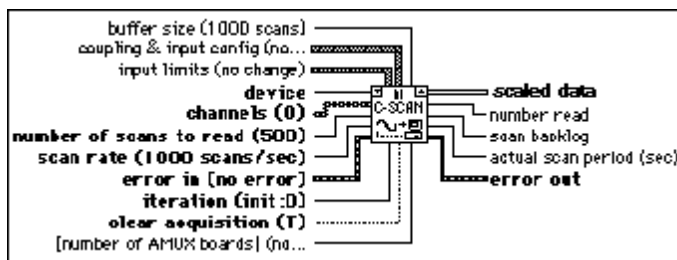 buffer size (1000 scans)
coupling & input config (no...
input limits (no change)
device
channels (0)
number of scans to read (500)
scan rate (1000 scans/sec)
error in [no error]
iteration (init:0)
clear acquisition (T)
[number of AMUX boards] (no...
AI
C-SCAN
scaled data
number read
scan backlog
actual scan period (sec)
error out